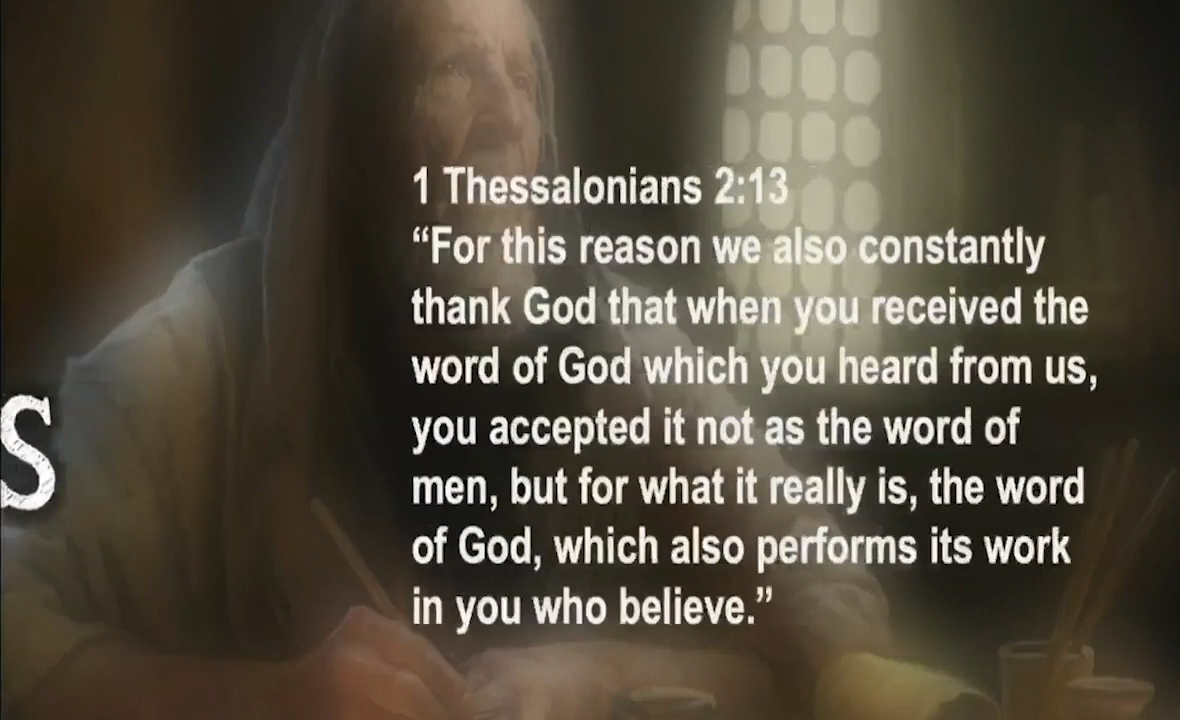 1 Thessalonians 2:13
“For this reason we also constantly
thank God that when you received the
word of God which you heard from us,
you accepted it not as the word of
men, but for what it really is, the word
of God, which also performs its work
in you who believe.”
S